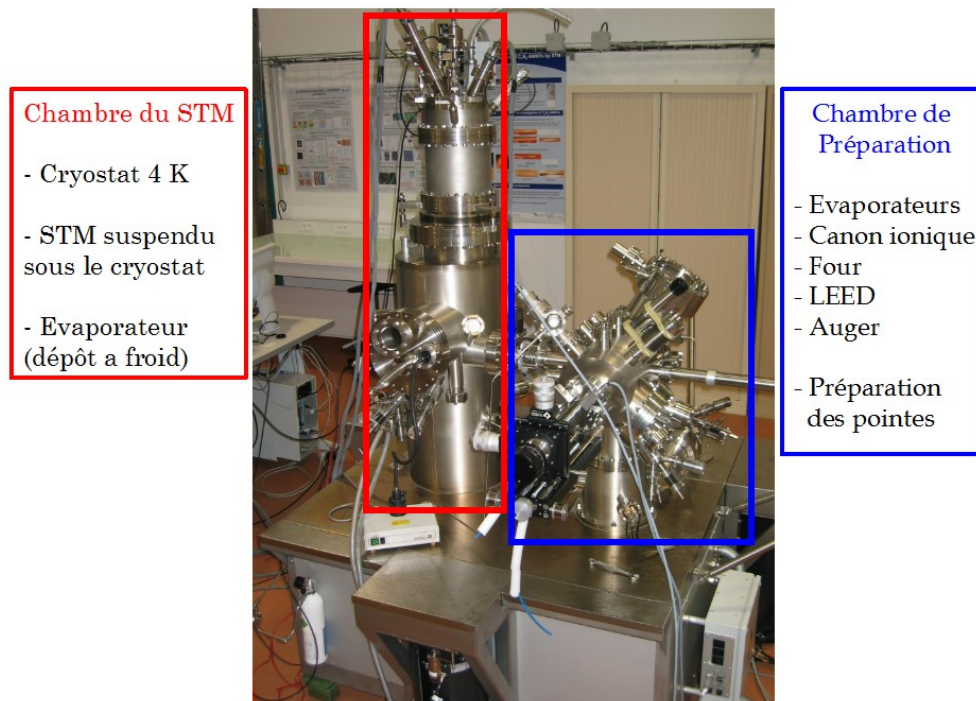 Chambre du STM
- Cryostat 4 K
- STM suspendu
sous le cryostat
- Evaporateur
(dépôt a froid)
Chambre de
Préparation
- Evaporateurs
- Canon ionique
- Four
- LEED
- Auger
- Préparation
des pointes